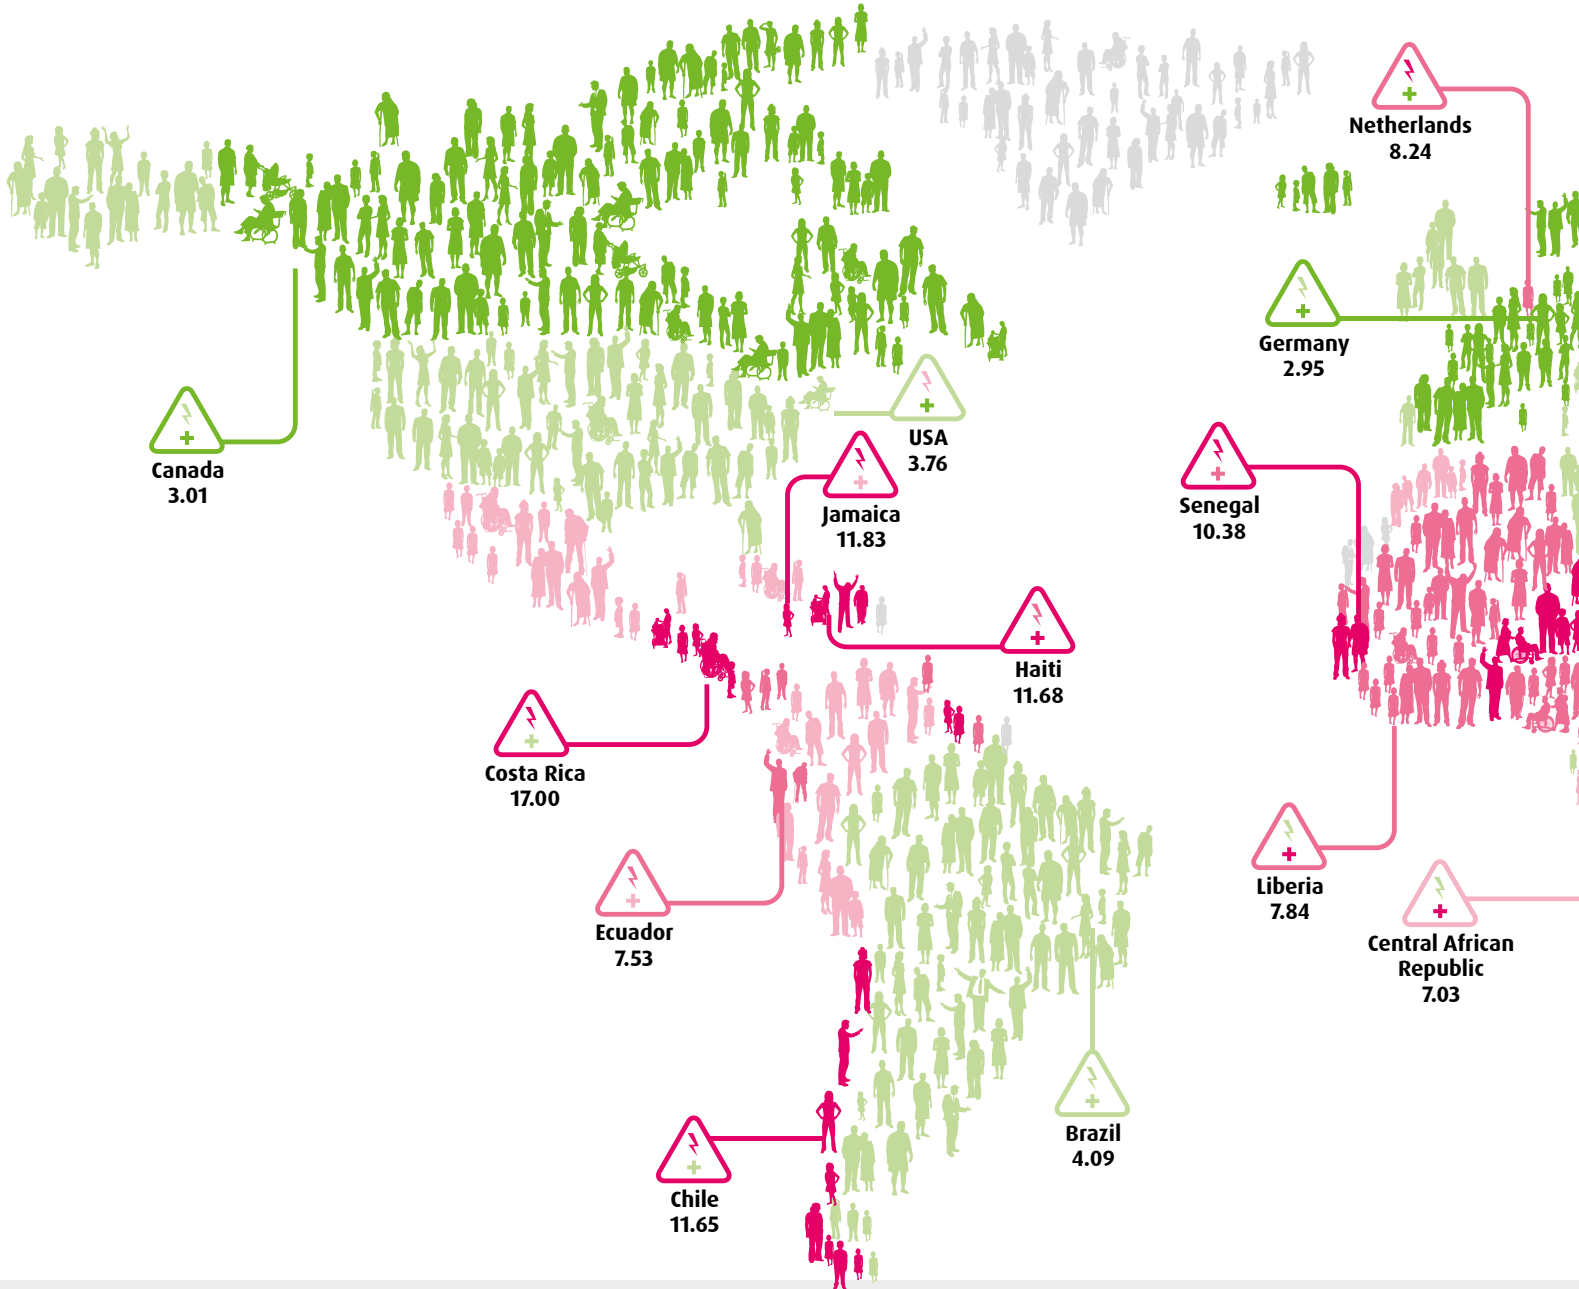 Netherlands
8.24
Germany
2.95
Canada
3.01
USA
3.76
Jamaica
11.83
Senegal
10.38
Haiti
11.68
Costa Rica
17.00
Ecuador
7.53
Liberia
7.84
Central African
Republic
7.03
Brazil
4.09
Chile
11.65